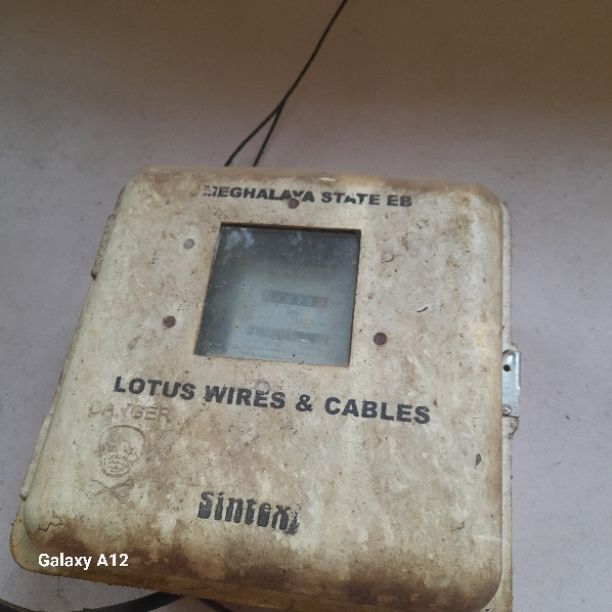 MEGHALAYA STATE EB
LOTUS WIRES & CABLES
DANGER
Sintex
Galaxy A12